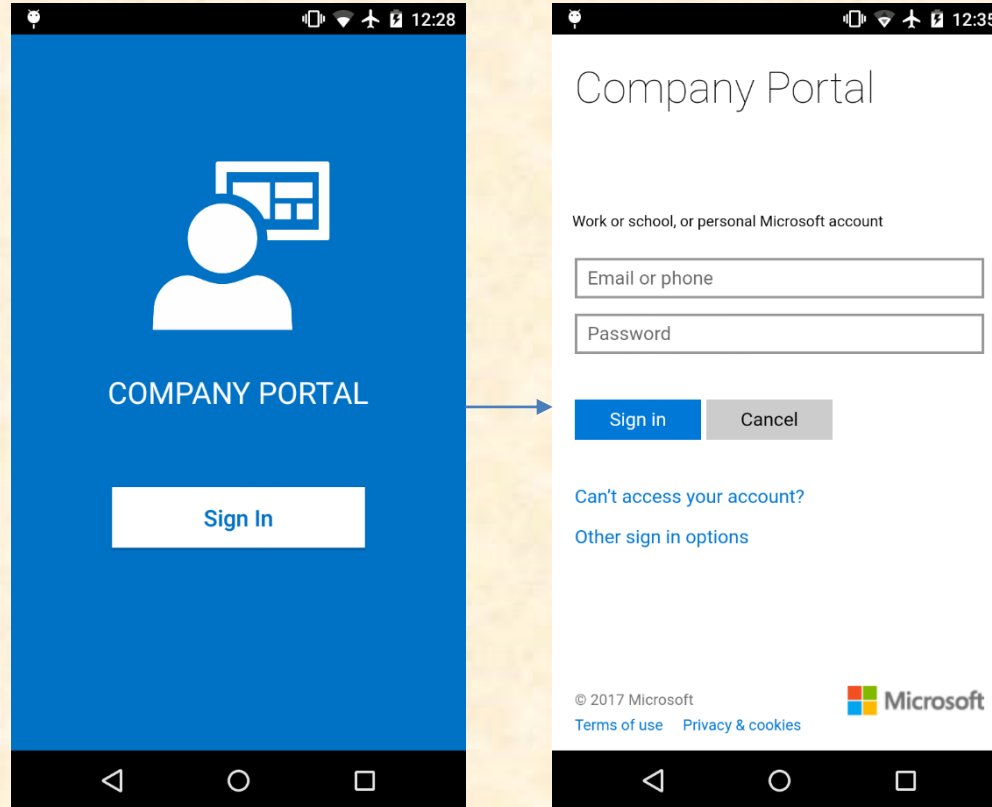 12:28
COMPANY PORTAL
Sign In
12:35
Company Portal
Work or school, or personal Microsoft account
Email or phone
Password
Sign in Cancel
Can't access your account?
Other sign in options
© 2017 Microsoft
Microsoft
Terms of use Privacy & cookies